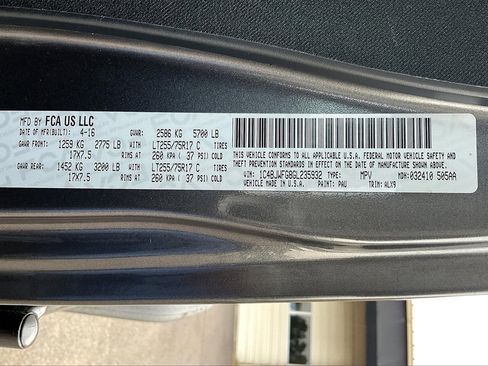 MFD BY FCA US LLC
DATE OF MFR(BUILT): 4-16 GVWR: 2586 KG 5700 LB
GAWR FRONT 1259 KG 2775 LB WITH LT255/75R17 C TIRES
17X7.5 RIMS AT 260 KPA ( 37 PSI) COLD
GAWR REAR: 1452 KG 3200 LB WITH LT255/75R17 C TIRES
17X7.5 RIMS AT 260 KPA ( 37 PSI) COLD
THIS VEHICLE CONFORMS TO ALL APPLICABLE U.S.A. FEDERAL MOTOR VEHICLE SAFETY AND
THEFT PREVENTION STANDARDS IN EFFECT ON THE DATE OF MANUFACTURE SHOWN ABOVE.
VIN: 1C4BJWFG8GL235932 TYPE: MPV MDH: 032410 505AA
VEHICLE MADE IN U.S.A. PAINT: PAU TRIM: ALX9